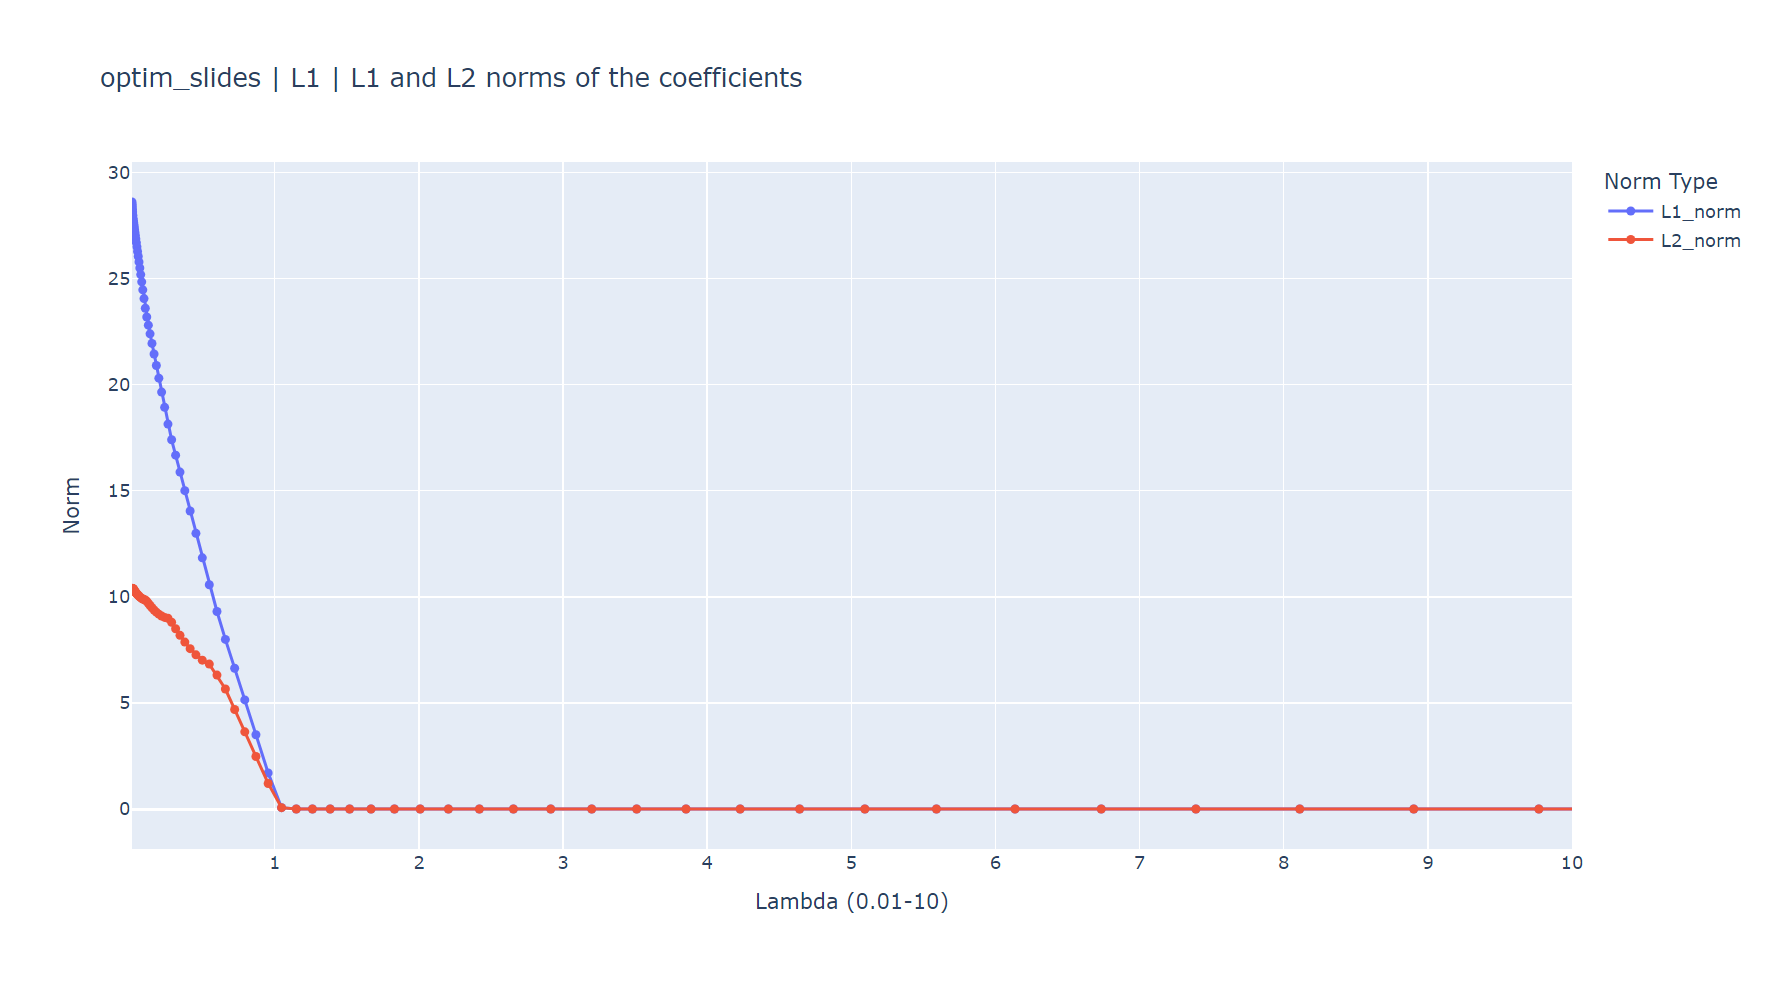 optim_slides | L1 | L1 and L2 norms of the coefficients
Norm Type
L1_norm
L2_norm
30
25
20
15
10
5
0
Norm
1 2 3 4 5 6 7 8 9 10
Lambda (0.01-10)